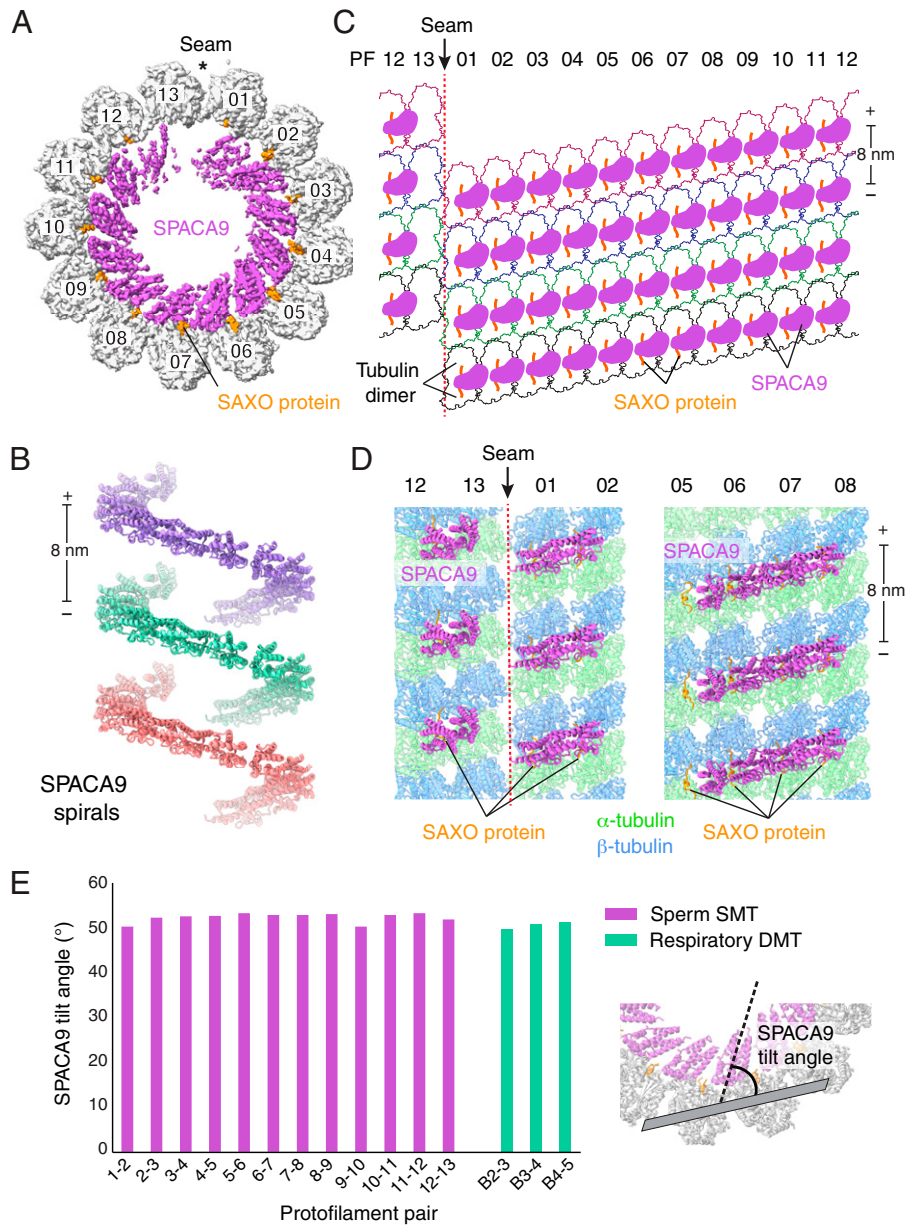 A
Seam
*
13
01
12
02
11
03
10
SPACA9
04
09
05
08
06
07
SAXO protein
B
+
8 nm
–
SPACA9
spirals
C
Seam
PF 12 13 01 02 03 04 05 06 07 08 09 10 11 12
+
8 nm
–
Tubulin
dimer
SAXO protein
SPACA9
D
Seam
12 13 01 02 05 06 07 08
SPACA9
SPACA9
+
8 nm
–
SAXO protein
α-tubulin
β-tubulin
SAXO protein
E
SPACA9 tilt angle (°)
60
50
40
30
20
10
0
1-2 2-3 3-4 4-5 5-6 6-7 7-8 8-9 9-10 10-11 11-12 12-13 B2-3 B3-4 B4-5
Protofilament pair
Sperm SMT
Respiratory DMT
SPACA9
tilt angle